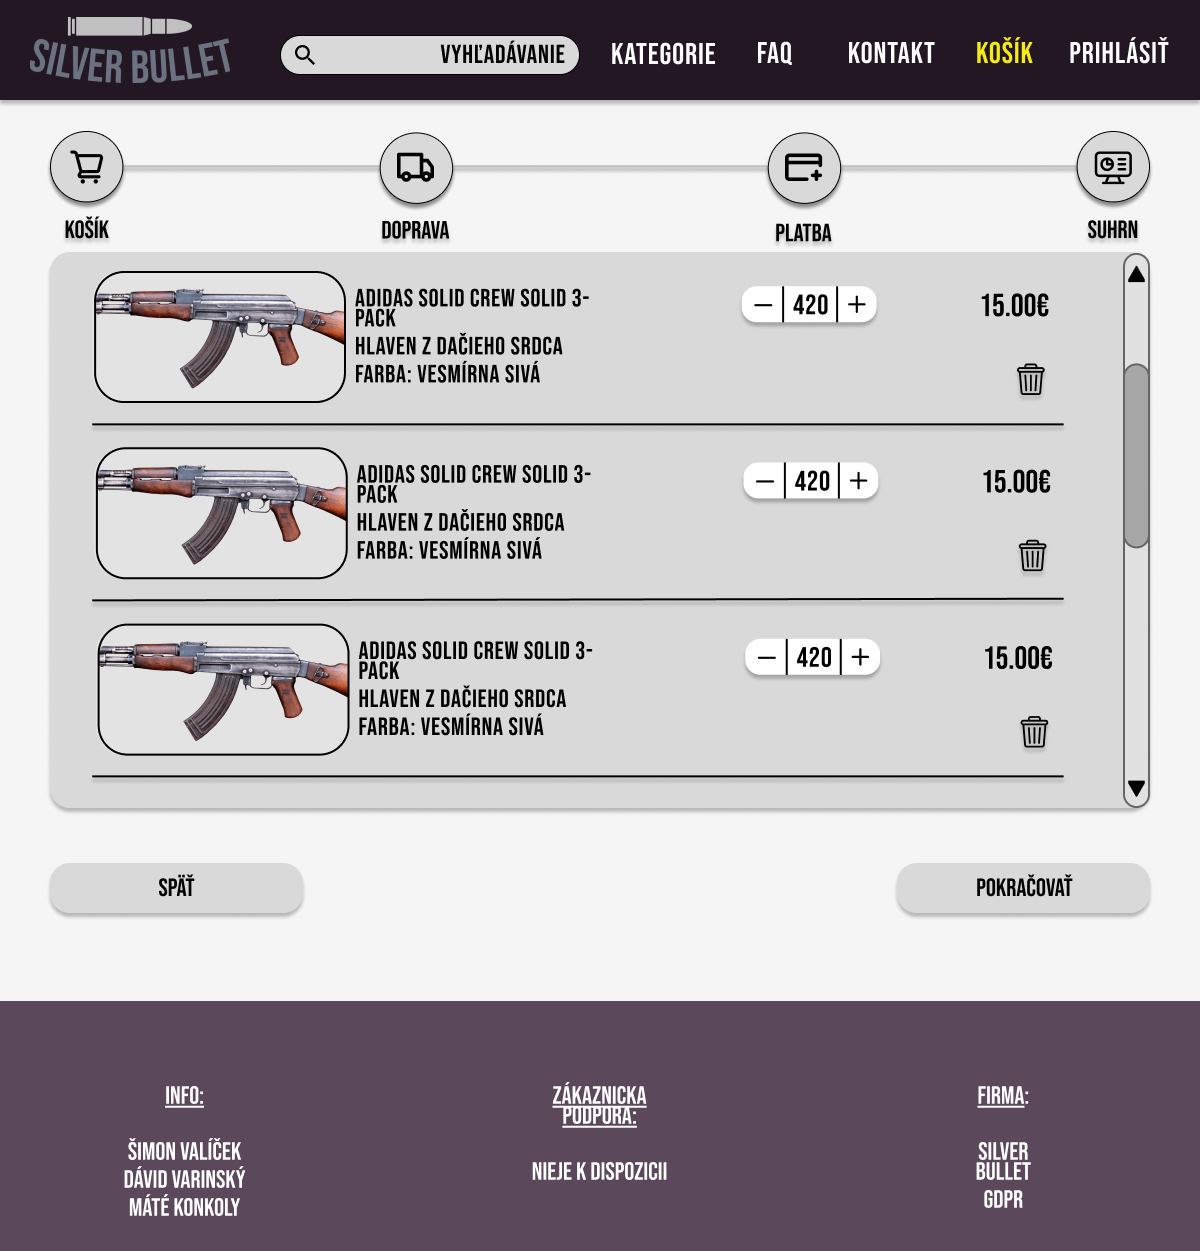 SILVER BULLET
VYHĽADÁVANIE
KATEGORIE
FAQ
KONTAKT
KOŠÍK
PRIHLÁSIŤ
KOŠÍK
DOPRAVA
PLATBA
SUHRN
ADIDAS SOLID CREW SOLID 3-
PACK
HLAVEN Z DAČIEHO SRDCA
FARBA: VESMÍRNA SIVÁ
420
15.00€
ADIDAS SOLID CREW SOLID 3-
PACK
HLAVEN Z DAČIEHO SRDCA
FARBA: VESMÍRNA SIVÁ
420
15.00€
ADIDAS SOLID CREW SOLID 3-
PACK
HLAVEN Z DAČIEHO SRDCA
FARBA: VESMÍRNA SIVÁ
420
15.00€
SPÄŤ
POKRAČOVAŤ
INFO:
ŠIMON VALÍČEK
DÁVID VARINSKÝ
MÁTÉ KONKOLY
ZÁKAZNICKA
PODPORA:
NIEJE K DISPOZICII
FIRMA:
SILVER
BULLET
GDPR